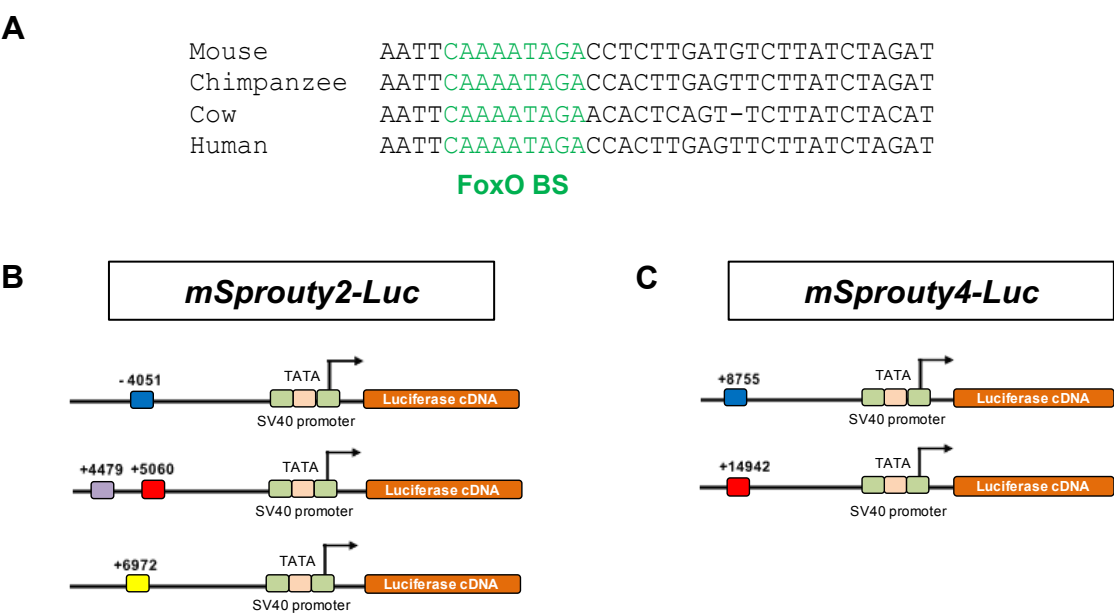 A
Mouse AATTCAAAATAGACCTCTTGATGTCTTATCTAGAT
Chimpanzee AATTCAAAATAGACCACTTGAGTTCTTATCTAGAT
Cow AATTCAAAATAGAACACTCAGT-TCTTATCTACAT
Human AATTCAAAATAGACCACTTGAGTTCTTATCTAGAT
FoxO BS
B
mSprouty2-Luc
- 4051
TATA
Luciferase cDNA
SV40 promoter
+4479 +5060
TATA
Luciferase cDNA
SV40 promoter
+6972
TATA
Luciferase cDNA
SV40 promoter
C
mSprouty4-Luc
+8755
TATA
Luciferase cDNA
SV40 promoter
+14942
TATA
Luciferase cDNA
SV40 promoter